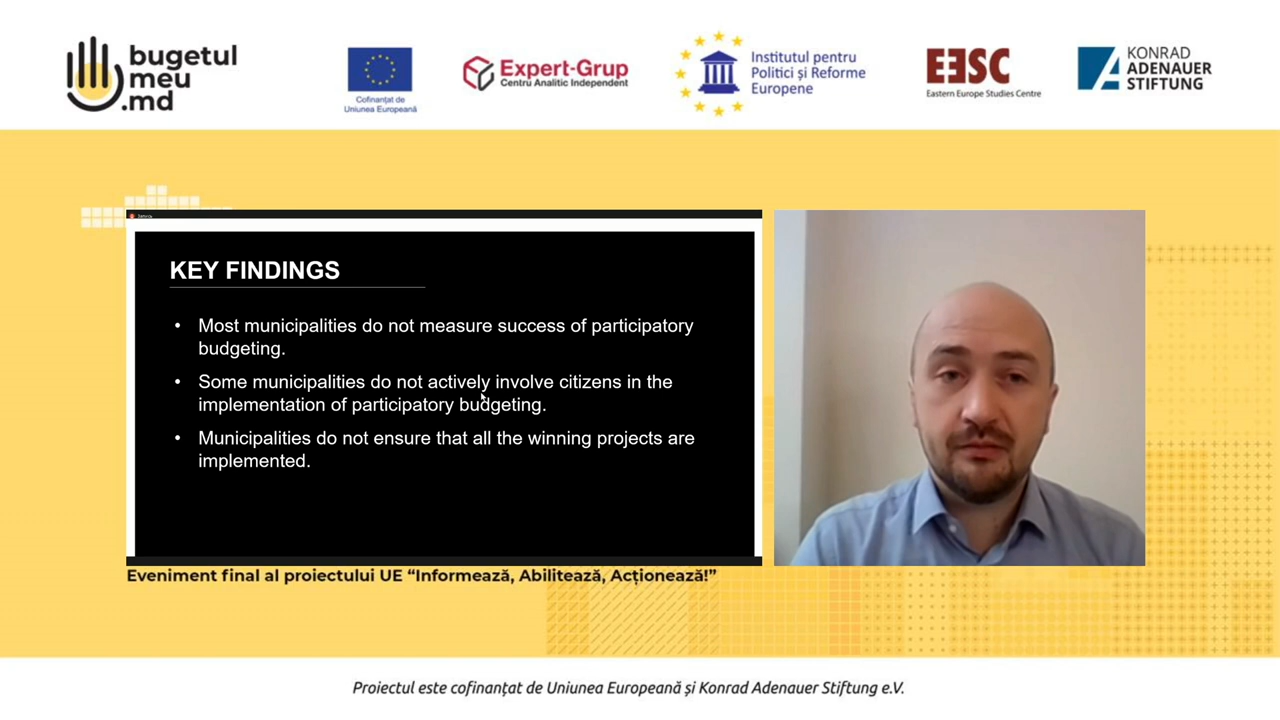 bugetul
meu
.md
Cofinanțat de
Uniunea Europeană
Expert-Grup
Centru Analitic Independent
Institutul pentru
Politici și Reforme
Europene
EESC
Eastern Europe Studies Centre
KONRAD
ADENAUER
STIFTUNG
KEY FINDINGS
• Most municipalities do not measure success of participatory
budgeting.
• Some municipalities do not actively involve citizens in the
implementation of participatory budgeting.
• Municipalities do not ensure that all the winning projects are
implemented.
Eveniment final al proiectului UE “Informează, Abilitează, Acționează!”
Proiectul este cofinanțat de Uniunea Europeană și Konrad Adenauer Stiftung e.V.